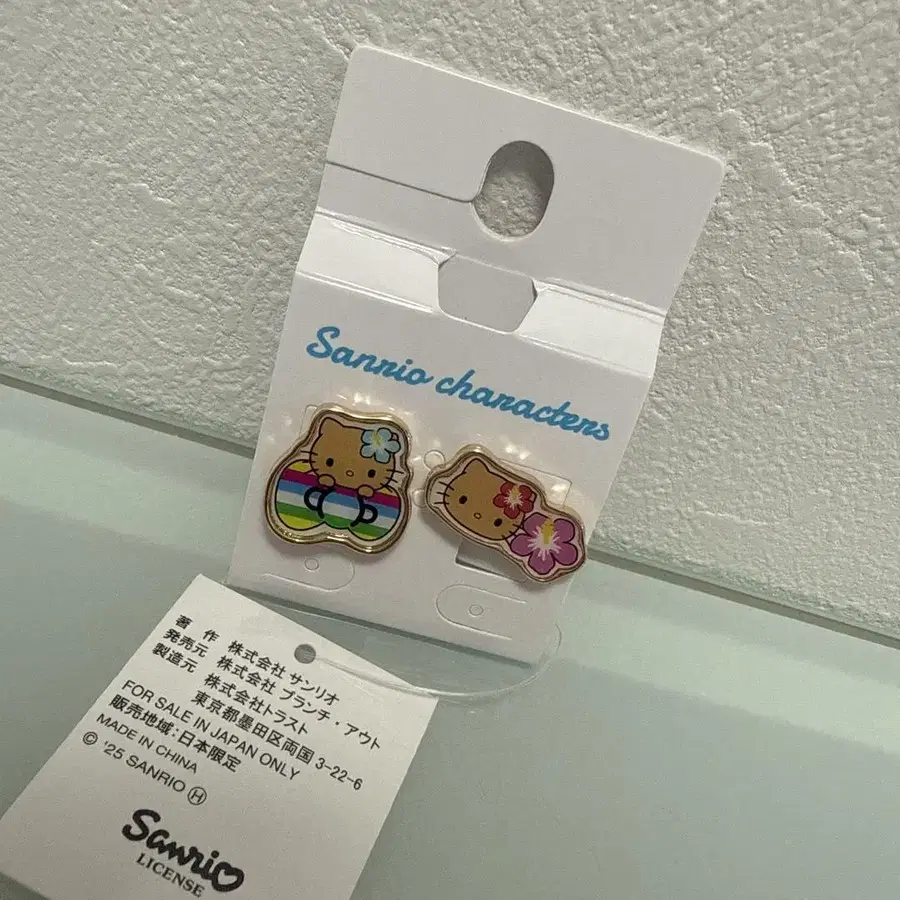 Sanrio characters
著 作 株式会社 サンリオ
発売元 株式会社 ブランチ・アウト
製造元 株式会社トラスト
東京都墨田区両国 3-22-6
FOR SALE IN JAPAN ONLY
販売地域:日本限定
MADE IN CHINA
© '25 SANRIO Ⓗ
Sanrio
LICENSE